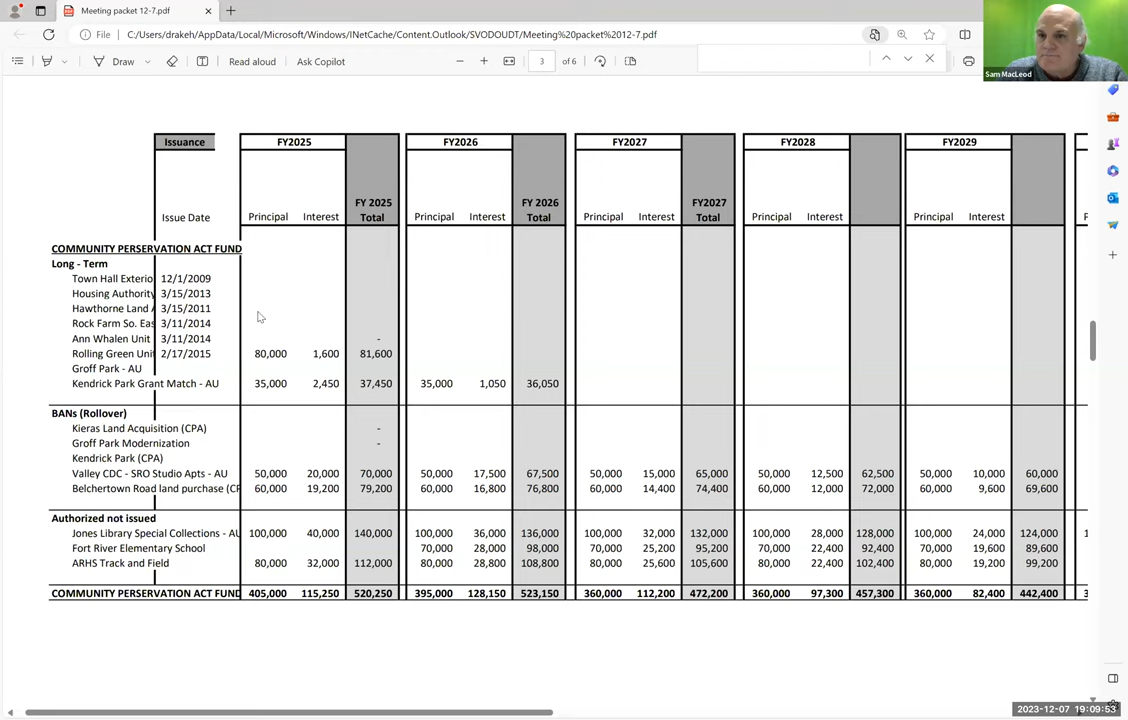 Meeting packet 12-7.pdf
File C:/Users/drakeh/AppData/Local/Microsoft/Windows/INetCache/Content.Outlook/SVODOUDT/Meeting%20packet%2012-7.pdf
Draw Read aloud Ask Copilot 3 of 6
Sam MacLeod
Issuance FY2025 FY2026 FY2027 FY2028 FY2029
FY 2025 FY 2026 FY2027
Issue Date Principal Interest Total Principal Interest Total Principal Interest Total Principal Interest Principal Interest
COMMUNITY PERSERVATION ACT FUND
Long - Term
Town Hall Exterio 12/1/2009
Housing Authority 3/15/2013
Hawthorne Land A 3/15/2011
Rock Farm So. Eas 3/11/2014
Ann Whalen Unit 3/11/2014 -
Rolling Green Unit 2/17/2015 80,000 1,600 81,600
Groff Park - AU
Kendrick Park Grant Match - AU 35,000 2,450 37,450 35,000 1,050 36,050
BANs (Rollover)
Kieras Land Acquisition (CPA) -
Groff Park Modernization -
Kendrick Park (CPA)
Valley CDC - SRO Studio Apts - AU 50,000 20,000 70,000 50,000 17,500 67,500 50,000 15,000 65,000 50,000 12,500 62,500 50,000 10,000 60,000
Belchertown Road land purchase (CP 60,000 19,200 79,200 60,000 16,800 76,800 60,000 14,400 74,400 60,000 12,000 72,000 60,000 9,600 69,600
Authorized not issued
Jones Library Special Collections - AU 100,000 40,000 140,000 100,000 36,000 136,000 100,000 32,000 132,000 100,000 28,000 128,000 100,000 24,000 124,000 1
Fort River Elementary School 70,000 28,000 98,000 70,000 25,200 95,200 70,000 22,400 92,400 70,000 19,600 89,600
ARHS Track and Field 80,000 32,000 112,000 80,000 28,800 108,800 80,000 25,600 105,600 80,000 22,400 102,400 80,000 19,200 99,200
COMMUNITY PERSERVATION ACT FUND 405,000 115,250 520,250 395,000 128,150 523,150 360,000 112,200 472,200 360,000 97,300 457,300 360,000 82,400 442,400 3
2023-12-07 19:09:53